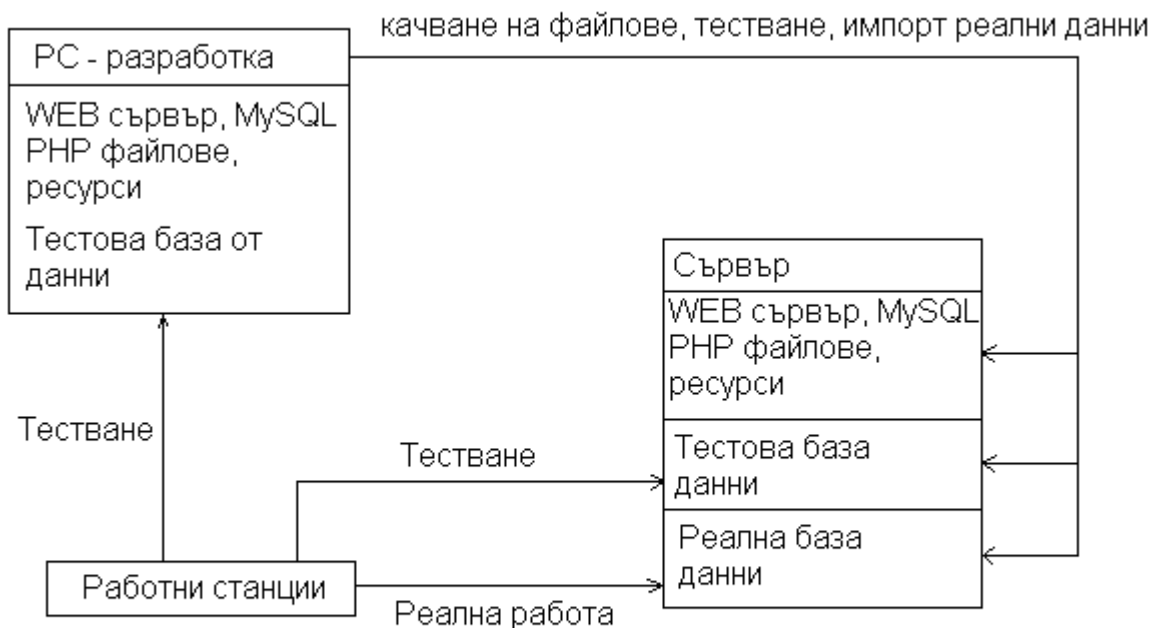 качване на файлове, тестване, импорт реални данни
PC - разработка
WEB сървър, MySQL
PHP файлове,
ресурси
Тестова база от
данни
Сървър
WEB сървър, MySQL
PHP файлове,
ресурси
Тестова база
данни
Реална база
данни
Тестване
Тестване
Работни станции
Реална работа